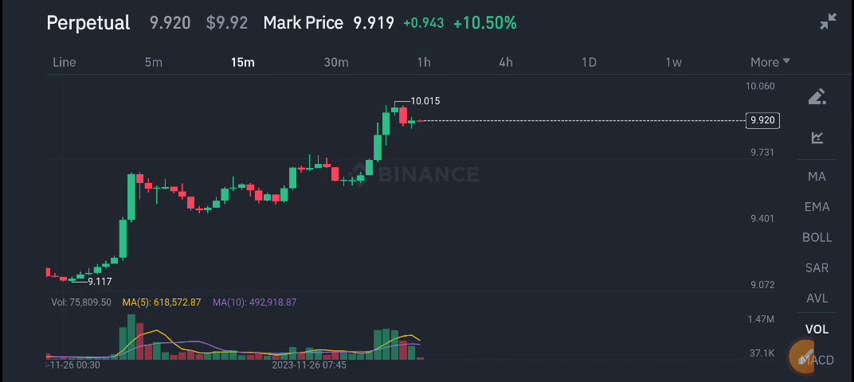 Perpetual 9.920 $9.92 Mark Price 9.919 +0.943 +10.50%
Line 5m 15m 30m 1h 4h 1D 1w More
10.060
10.015
9.920
9.731
MA
BINANCE
EMA
9.401
BOLL
SAR
9.117
9.072
AVL
Vol: 75,809.50 MA(5): 618,572.87 MA(10): 492,918.87
1.47M
VOL
37.1K
MACD
-11-26 00:30 2023-11-26 07:45